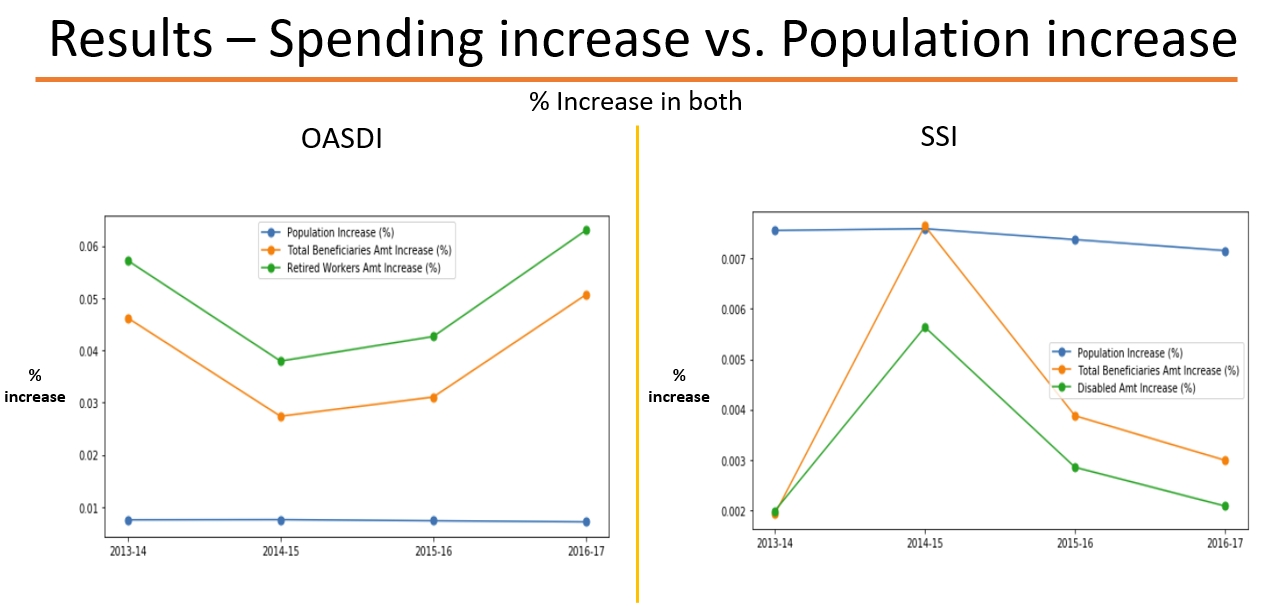 Results – Spending increase vs. Population increase
% Increase in both
OASDI
Population Increase (%)
Total Beneficiaries Amt Increase (%)
Retired Workers Amt Increase (%)
0.06
0.05
0.04
0.03
0.02
0.01
%
increase
2013-14 2014-15 2015-16 2016-17
SSI
0.007
0.006
0.005
0.004
0.003
0.002
Population Increase (%)
Total Beneficiaries Amt Increase (%)
Disabled Amt Increase (%)
%
increase
2013-14 2014-15 2015-16 2016-17